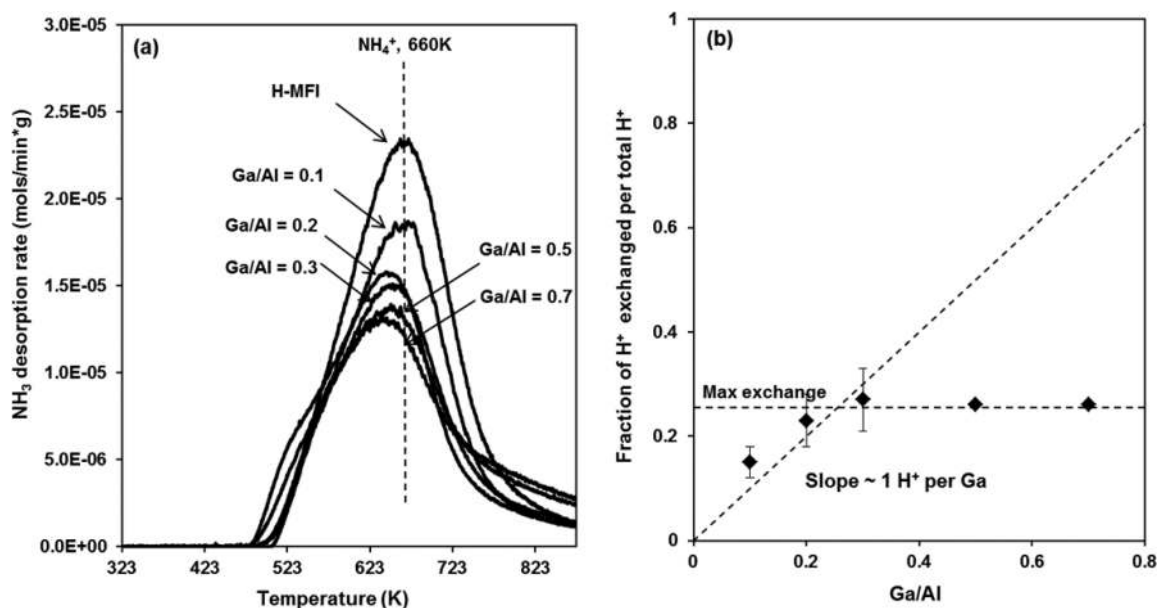 (a)
NH₄⁺, 660K
H-MFI
Ga/Al = 0.1
Ga/Al = 0.2
Ga/Al = 0.3
Ga/Al = 0.5
Ga/Al = 0.7
3.0E-05
2.5E-05
2.0E-05
1.5E-05
1.0E-05
5.0E-06
0.0E+00
NH₃ desorption rate (mols/min*g)
323 423 523 623 723 823
Temperature (K)
(b)
1
0.8
0.6
0.4
0.2
0
Fraction of H⁺ exchanged per total H⁺
Max exchange
Slope ~ 1 H⁺ per Ga
0 0.2 0.4 0.6 0.8
Ga/Al